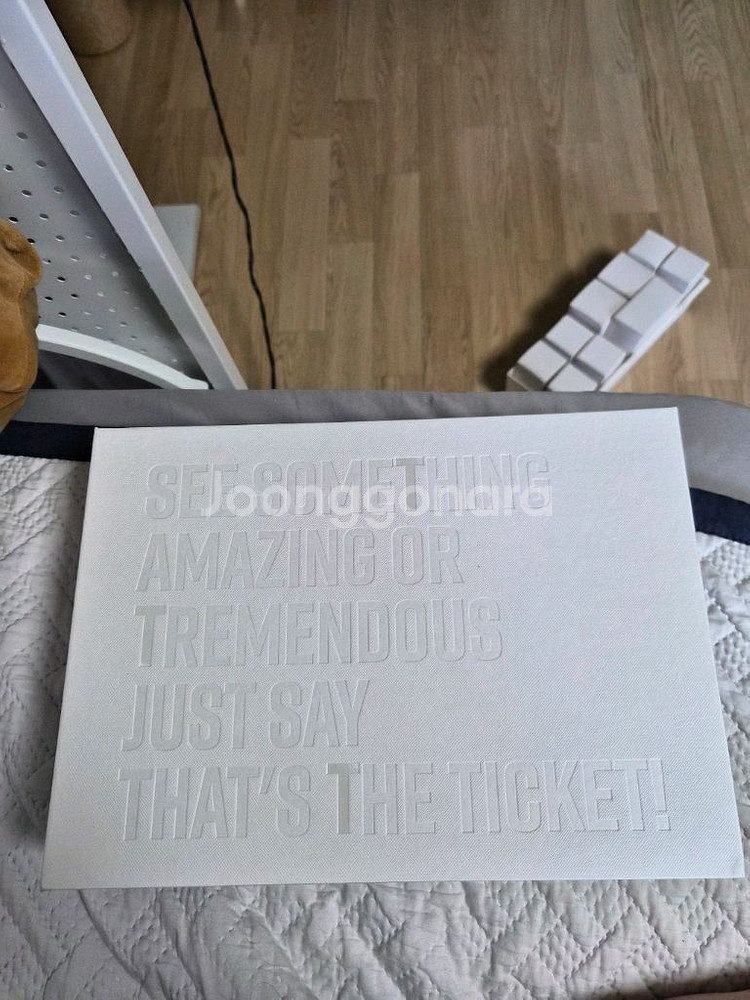 SEE SOMETHING
Joonggonara
AMAZING OR
TREMENDOUS
JUST SAY
THAT'S THE TICKET!